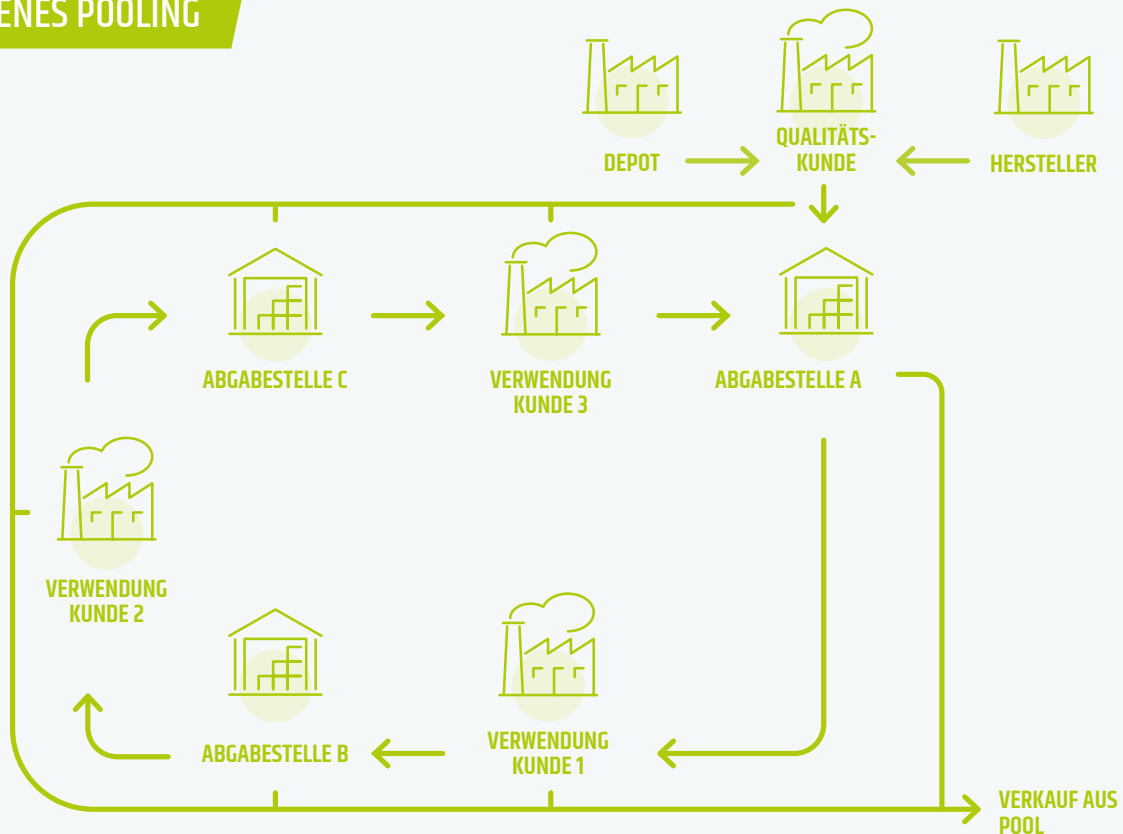 ENES POOLING
QUALITÄTS-
KUNDE
DEPOT
HERSTELLER
ABGABESTELLE C
VERWENDUNG
KUNDE 3
ABGABESTELLE A
VERWENDUNG
KUNDE 2
ABGABESTELLE B
VERWENDUNG
KUNDE 1
VERKAUF AUS
POOL